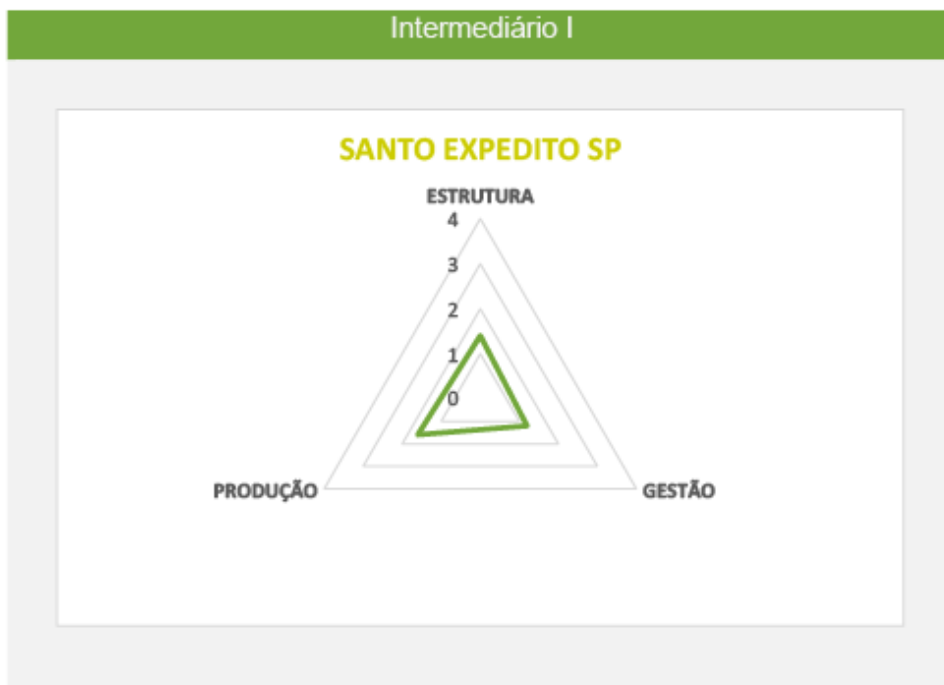 Intermediário I
SANTO EXPEDITO SP
ESTRUTURA
4
3
2
1
0
PRODUÇÃO
GESTÃO